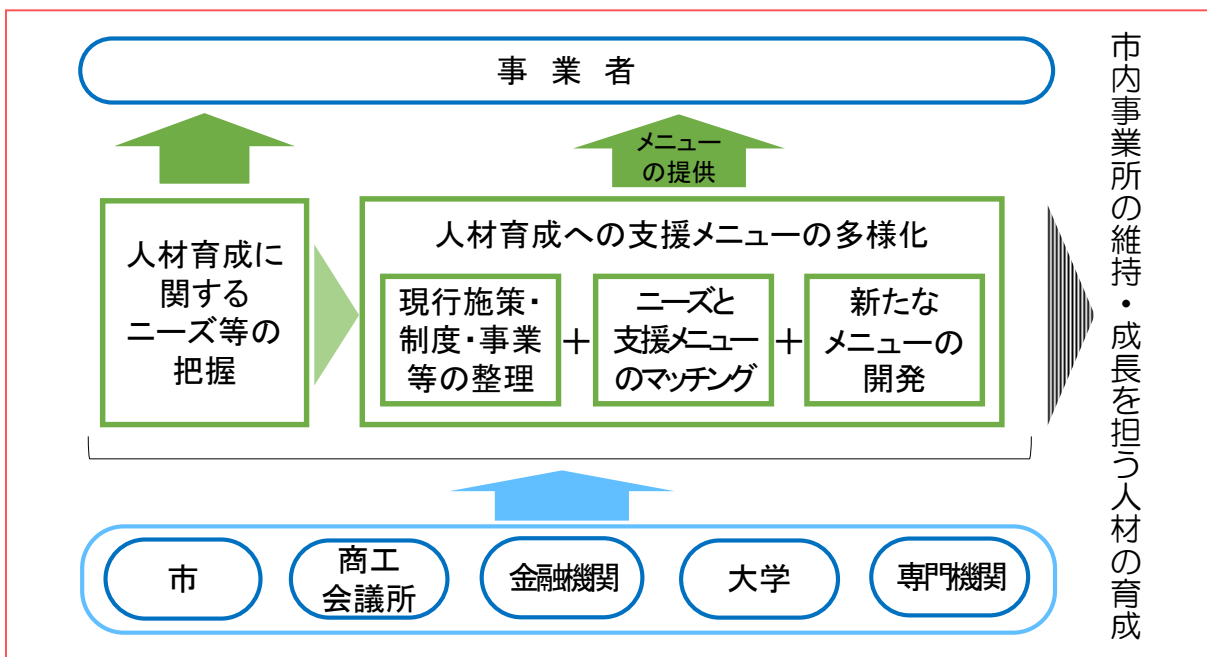 事 業 者
メニュー
の提供
人材育成に
関する
ニーズ等の
把握
人材育成への支援メニューの多様化
現行施策・
制度・事業
等の整理
+
ニーズと
支援メニュー
のマッチング
+
新たな
メニューの
開発
市
商工
会議所
金融機関
大学
専門機関
市内事業所の維持・成長を担う人材の育成